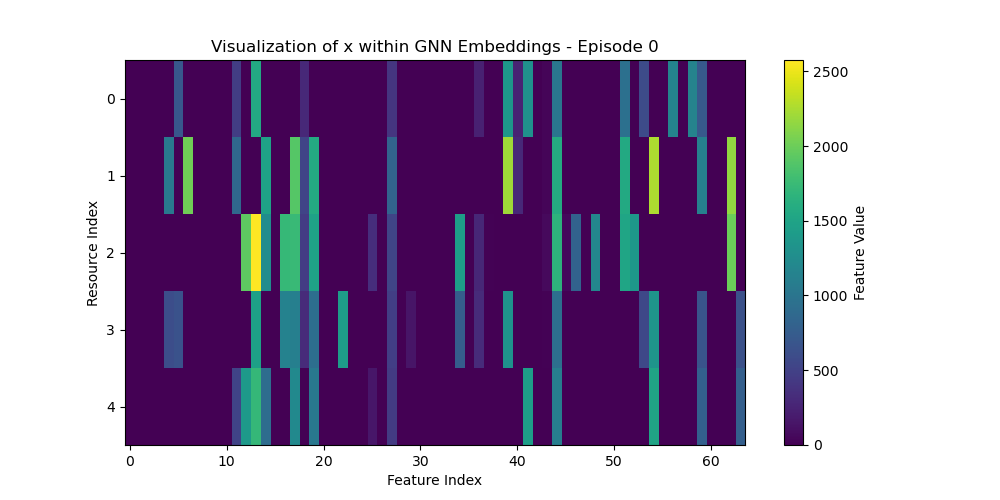 Visualization of x within GNN Embeddings - Episode 0
Resource Index
0
1
2
3
4
0 10 20 30 40 50 60
Feature Index
2500
2000
1500
1000
500
0
Feature Value